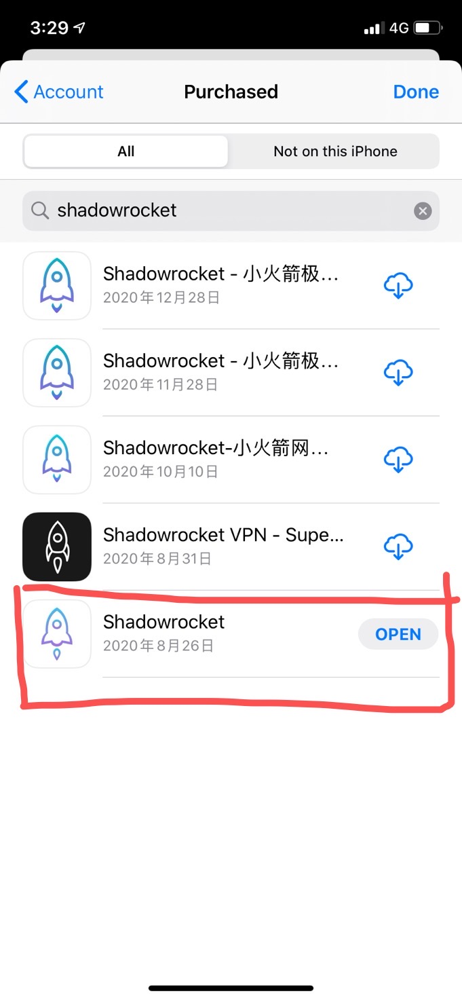 3:29
4G
Account
Purchased
Done
All
Not on this iPhone
shadowrocket
Shadowrocket - 小火箭极...
2020年12月28日
Shadowrocket - 小火箭极...
2020年11月28日
Shadowrocket-小火箭网...
2020年10月10日
Shadowrocket VPN - Supe...
2020年8月31日
Shadowrocket
2020年8月26日
OPEN